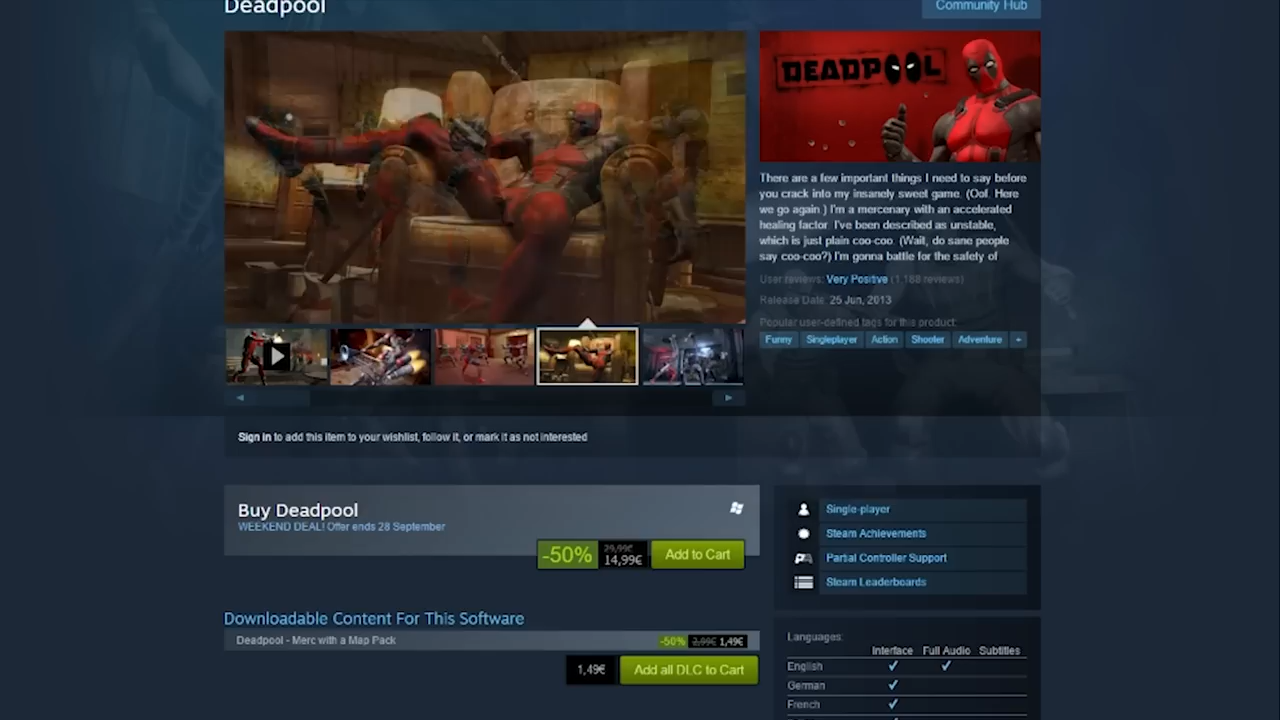 Deadpool
Community Hub
DEADPOOL
There are a few important things I need to say before
you crack into my insanely sweet game. (Oof. Here
we go again.) I'm a mercenary with an accelerated
healing factor. I've been described as unstable,
which is just plain coo-coo. (Wait, do sane people
say coo-coo?) I'm gonna battle for the safety of
User reviews: Very Positive (1,188 reviews)
Release Date: 25 Jun, 2013
Popular user-defined tags for this product:
Funny Singleplayer Action Shooter Adventure +
Sign in to add this item to your wishlist, follow it, or mark it as not interested
Buy Deadpool
WEEKEND DEAL! Offer ends 28 September
-50% 29,99€ 14,99€ Add to Cart
Single-player
Steam Achievements
Partial Controller Support
Steam Leaderboards
Downloadable Content For This Software
Deadpool - Merc with a Map Pack -50% 2,99€ 1,49€
1,49€ Add all DLC to Cart
Languages:
Interface Full Audio Subtitles
English ✓ ✓
German ✓
French ✓